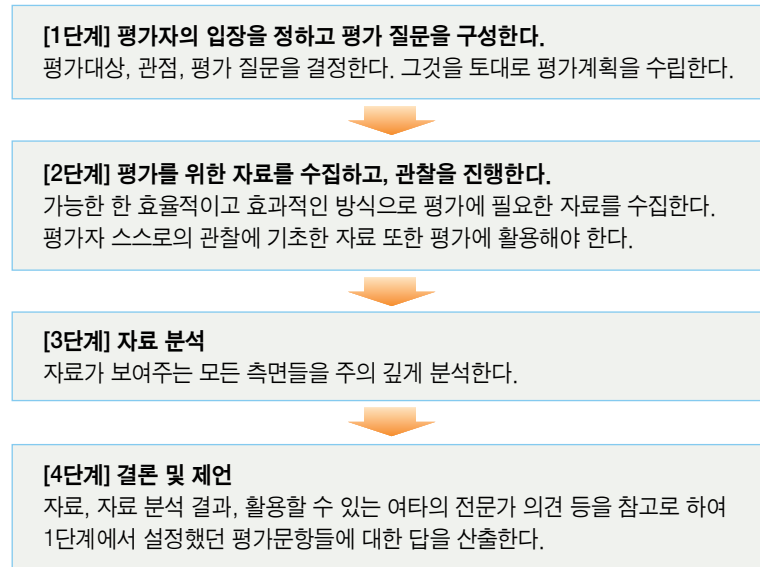 [1단계] 평가자의 입장을 정하고 평가 질문을 구성한다.
평가대상, 관점, 평가 질문을 결정한다. 그것을 토대로 평가계획을 수립한다.
[2단계] 평가를 위한 자료를 수집하고, 관찰을 진행한다.
가능한 한 효율적이고 효과적인 방식으로 평가에 필요한 자료를 수집한다.
평가자 스스로의 관찰에 기초한 자료 또한 평가에 활용해야 한다.
[3단계] 자료 분석
자료가 보여주는 모든 측면들을 주의 깊게 분석한다.
[4단계] 결론 및 제언
자료, 자료 분석 결과, 활용할 수 있는 여타의 전문가 의견 등을 참고로 하여
1단계에서 설정했던 평가문항들에 대한 답을 산출한다.